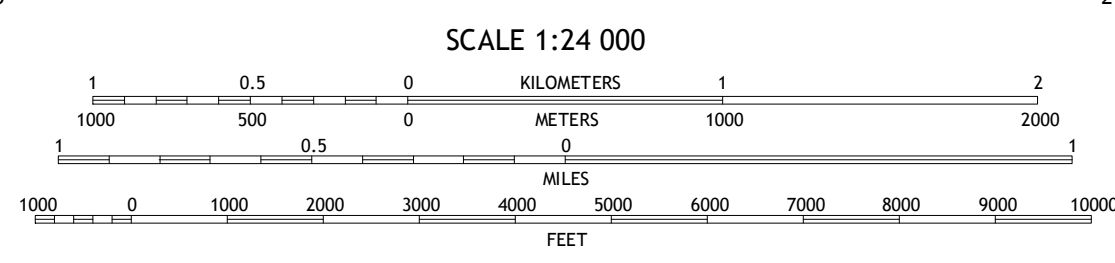 SCALE 1:24 000
1 0.5 0 KILOMETERS 1 2
1000 500 0 METERS 1000 2000
1 0.5 0 1
MILES
1000 0 1000 2000 3000 4000 5000 6000 7000 8000 9000 10000
FEET